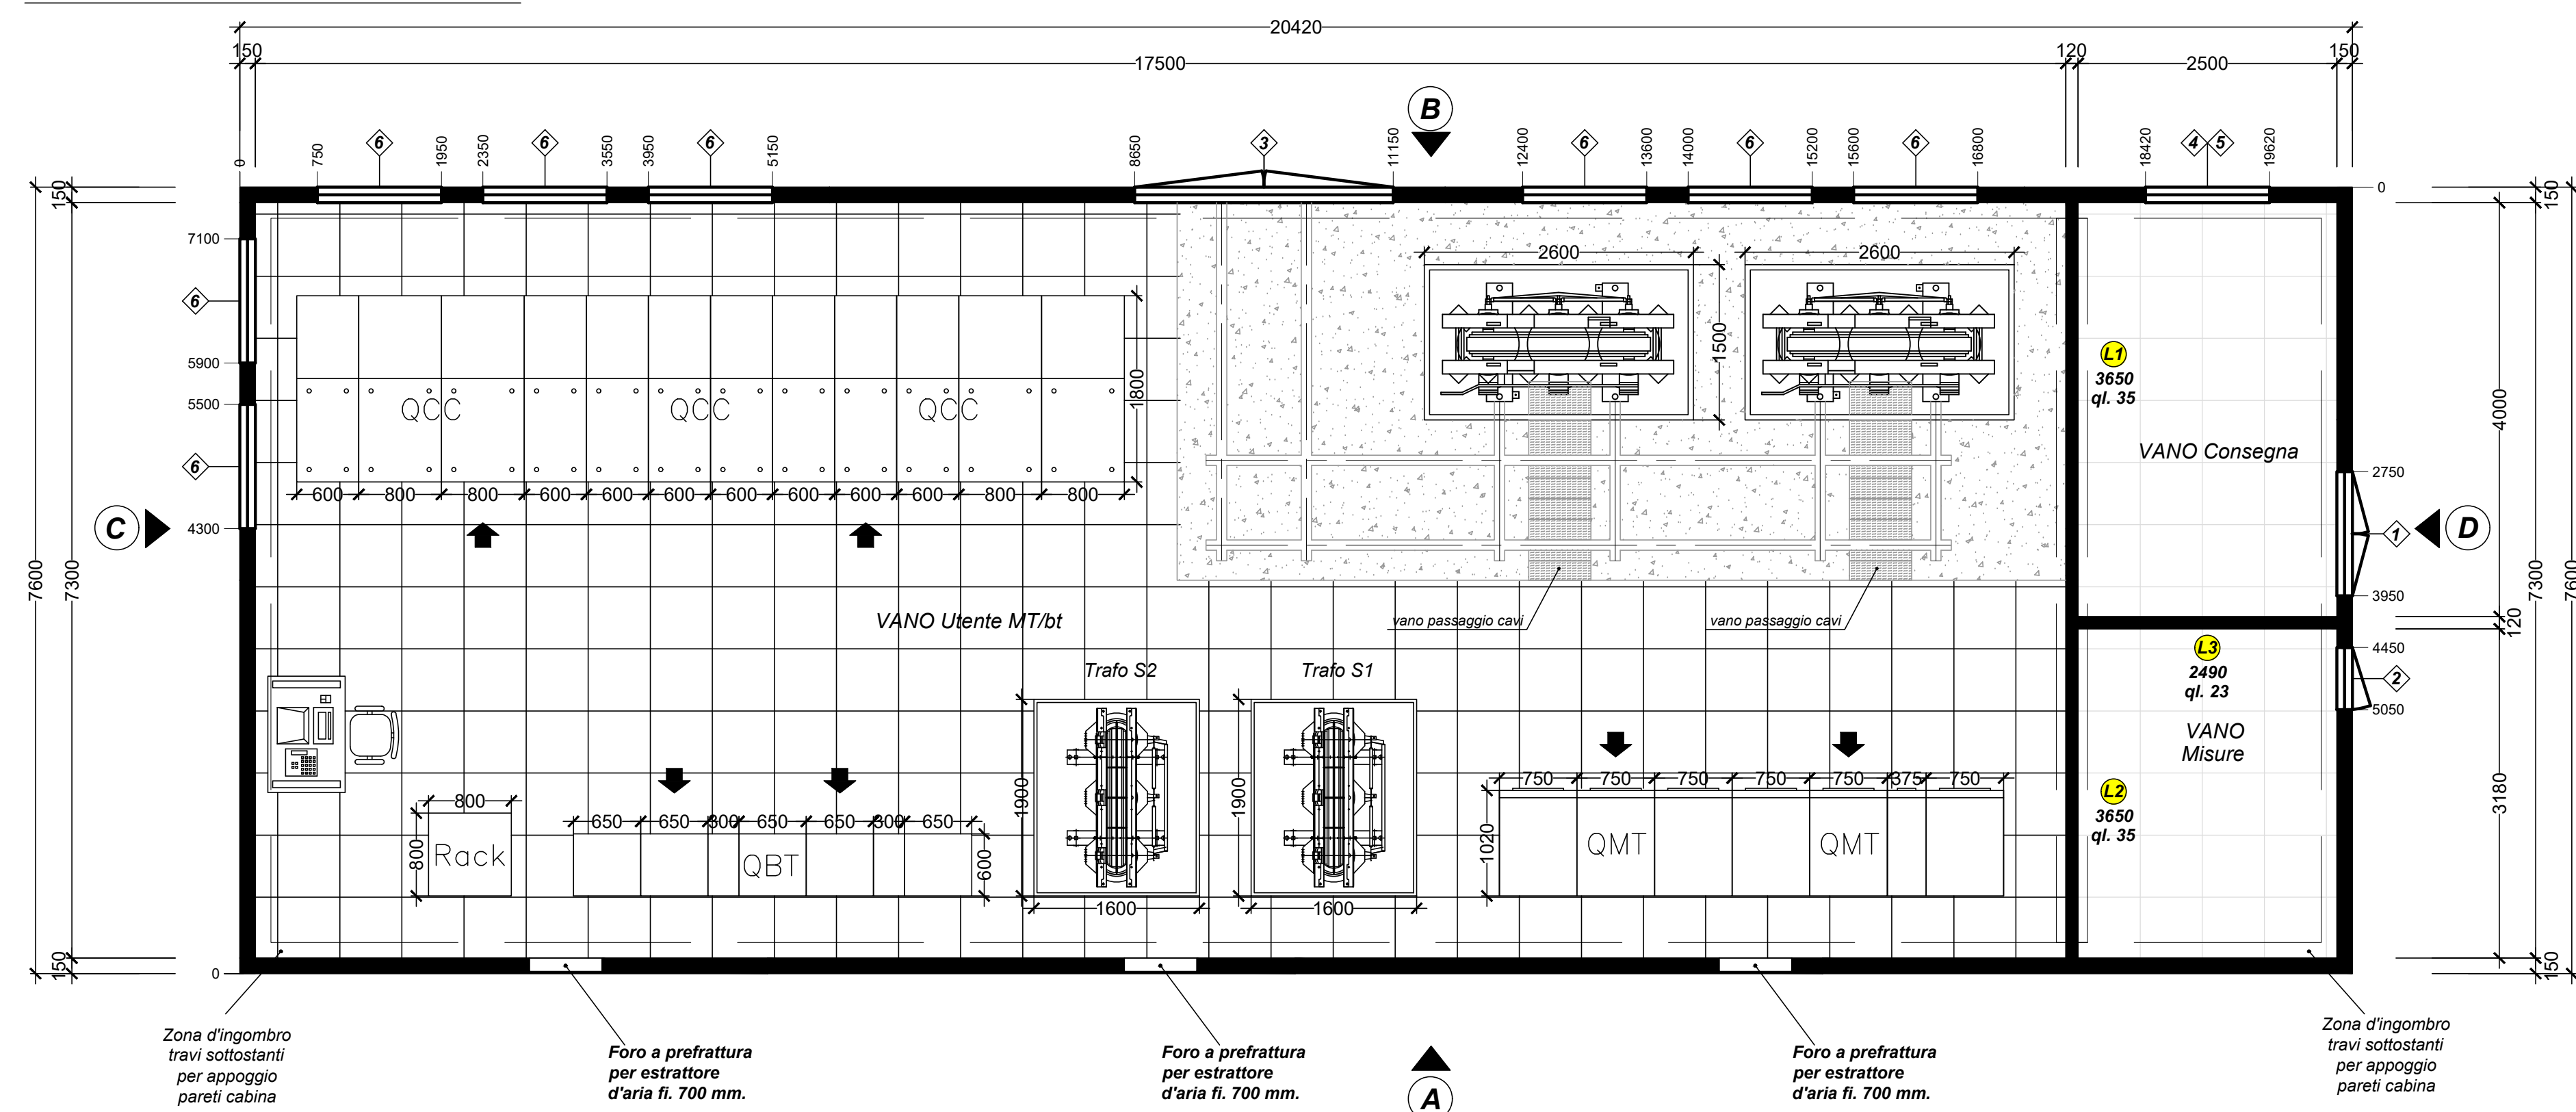 20420
150
17500
120
2500
150
B
0
750
6
1950
2350
6
3550
3950
6
5150
8650
3
11150
12400
6
13600
14000
6
15200
15600
6
16800
18420
4
5
19620
0
150
150
150
7600
7300
7100
6
5900
5500
6
4300
C
2600
2600
1500
1800
QCC
QCC
QCC
600
800
800
600
600
600
600
600
600
600
800
800
L1
3650
ql. 35
VANO Consegna
2750
1
3950
D
4000
7300
7600
120
VANO Utente MT/bt
vano passaggio cavi
vano passaggio cavi
Trafo S2
Trafo S1
L3
2490
ql. 23
4450
2
5050
VANO
Misure
L2
3650
ql. 35
3180
800
800
Rack
650
650
300
650
650
300
650
QBT
600
1900
1600
1900
1600
750
750
750
750
750
375
750
1020
QMT
QMT
150
0
150
150
Zona d'ingombro
travi sottostanti
per appoggio
pareti cabina
Foro a prefrattura
per estrattore
d'aria fi. 700 mm.
Foro a prefrattura
per estrattore
d'aria fi. 700 mm.
A
Foro a prefrattura
per estrattore
d'aria fi. 700 mm.
Zona d'ingombro
travi sottostanti
per appoggio
pareti cabina